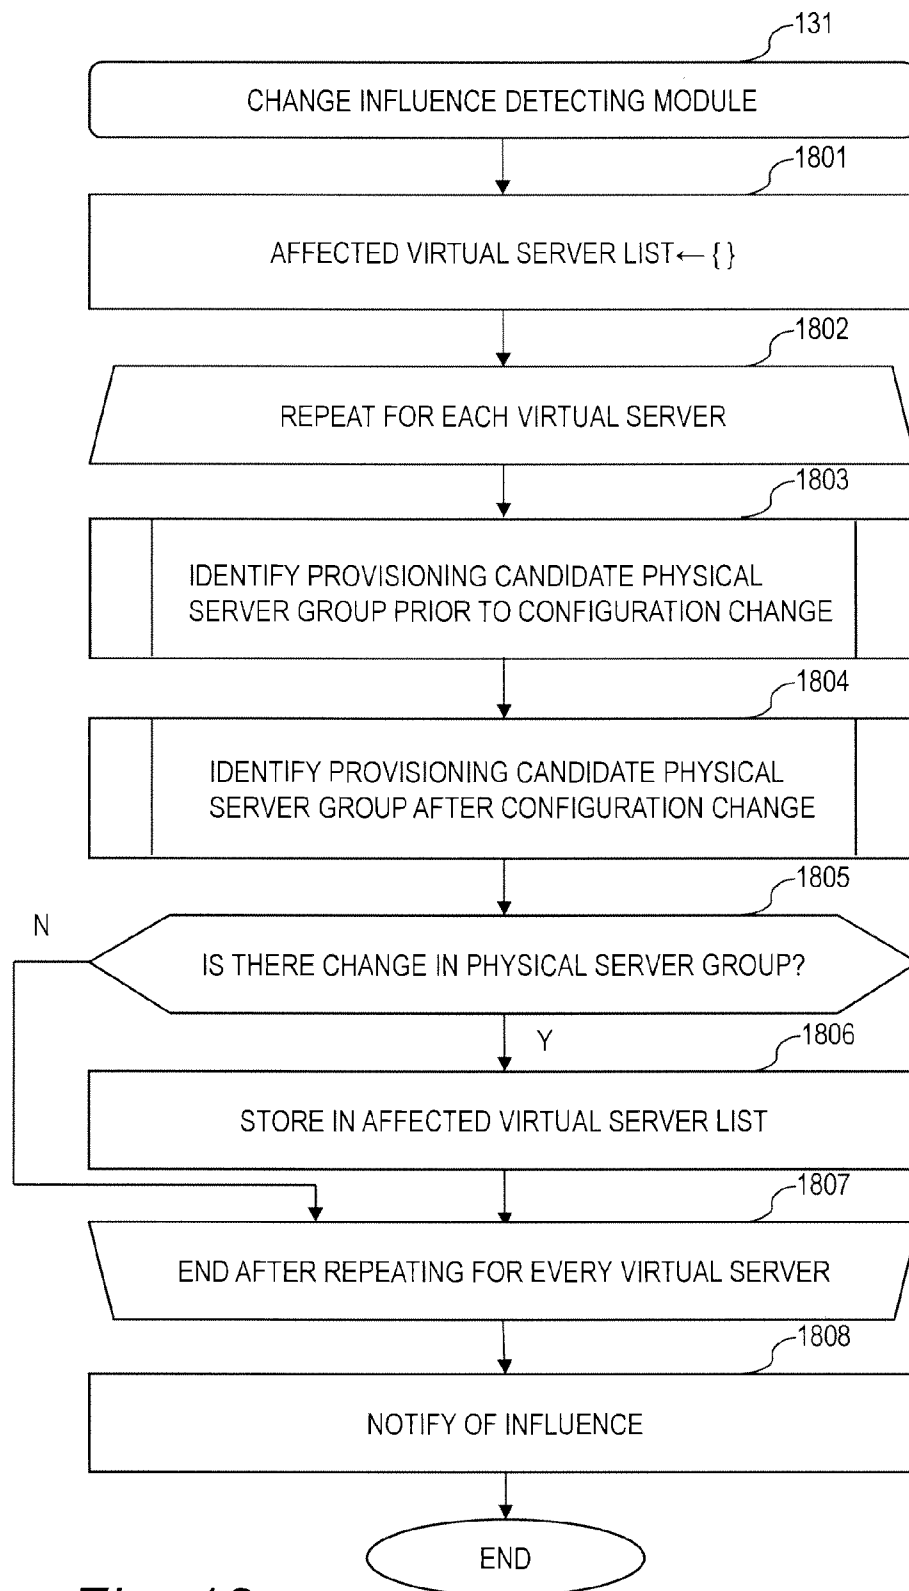 131
CHANGE INFLUENCE DETECTING MODULE
1801
AFFECTED VIRTUAL SERVER LIST← { }
1802
REPEAT FOR EACH VIRTUAL SERVER
1803
IDENTIFY PROVISIONING CANDIDATE PHYSICAL
SERVER GROUP PRIOR TO CONFIGURATION CHANGE
1804
IDENTIFY PROVISIONING CANDIDATE PHYSICAL
SERVER GROUP AFTER CONFIGURATION CHANGE
1805
N
IS THERE CHANGE IN PHYSICAL SERVER GROUP?
Y
1806
STORE IN AFFECTED VIRTUAL SERVER LIST
1807
END AFTER REPEATING FOR EVERY VIRTUAL SERVER
1808
NOTIFY OF INFLUENCE
END